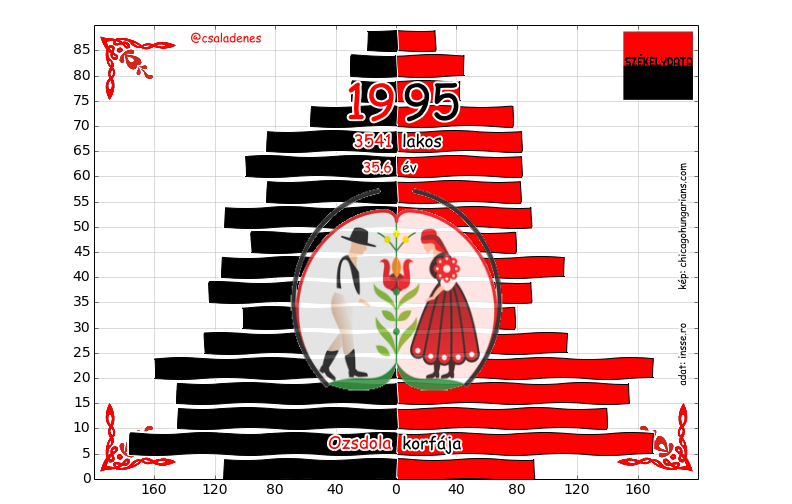 @csaladenes
SZÉKELYDATA
1995
3541 lakos
35.6 év
kép: chicagohungarians.com
adat: insse.ro
Ozsdola korfája
85
80
75
70
65
60
55
50
45
40
35
30
25
20
15
10
5
0
160 120 80 40 0 40 80 120 160